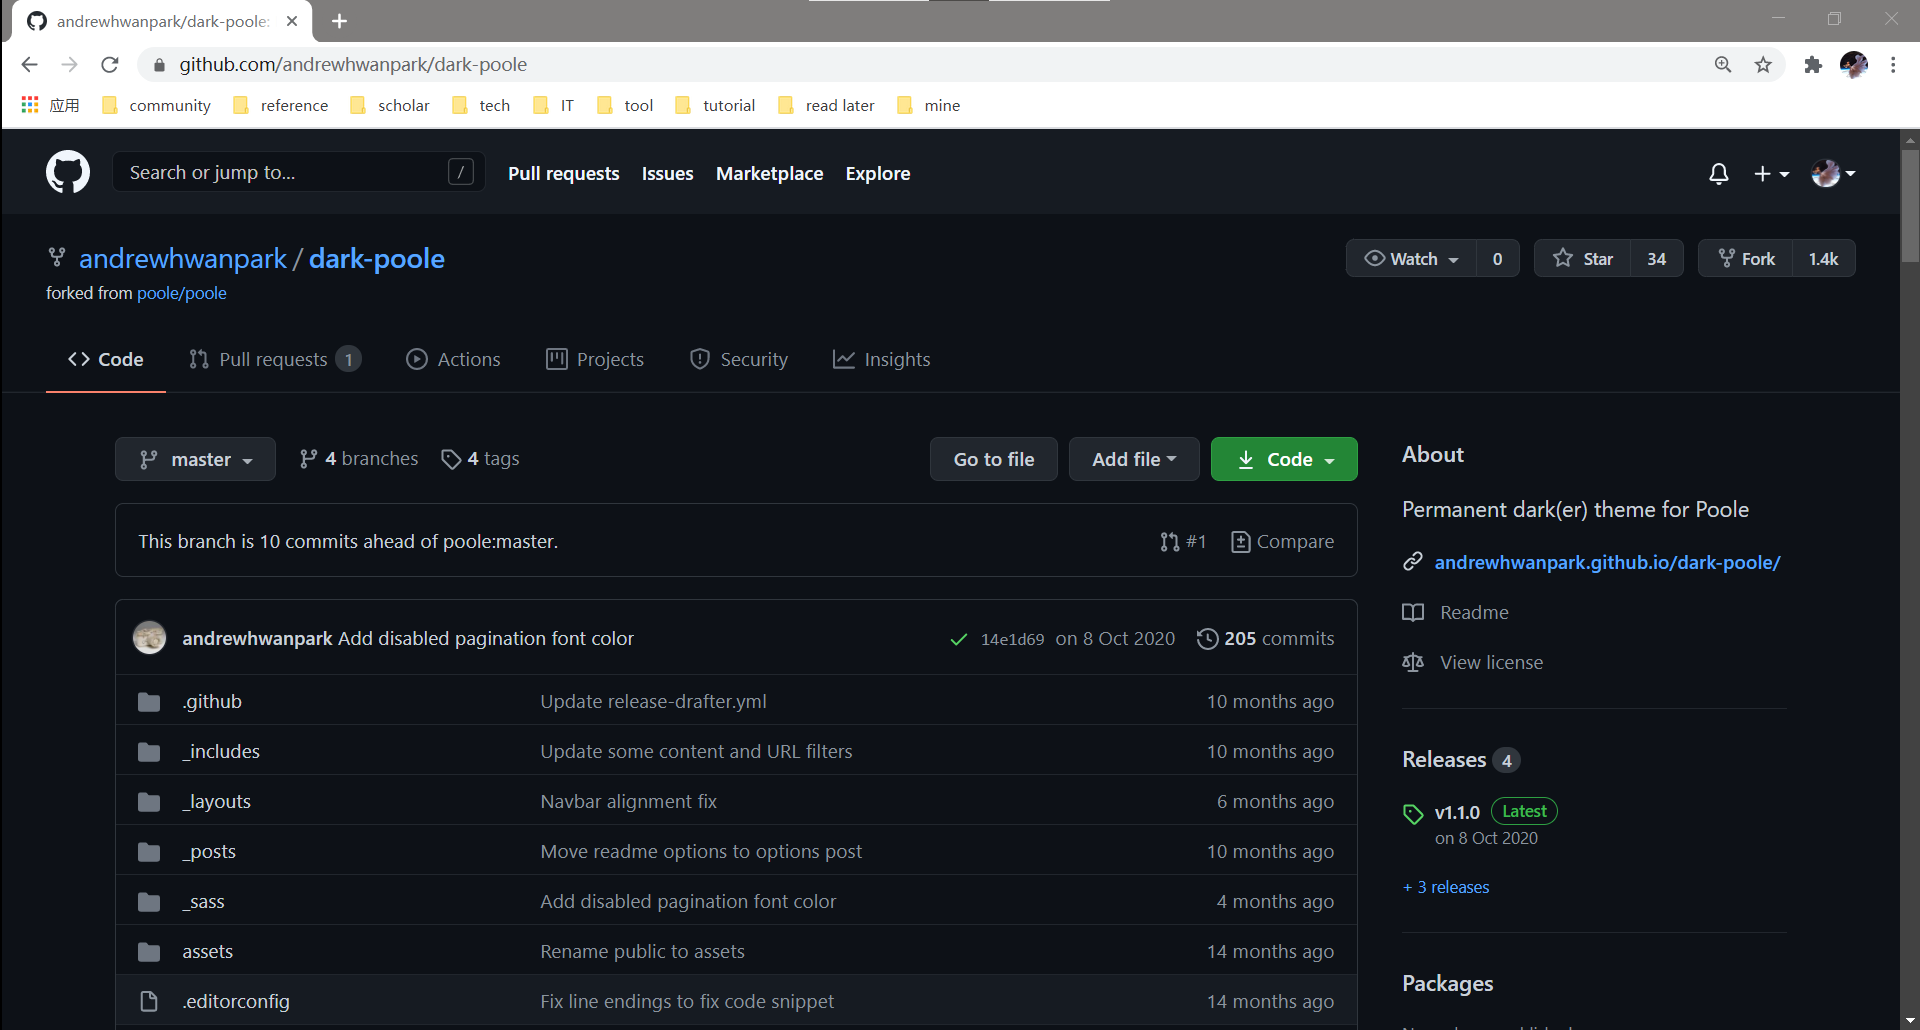 andrewhwanpark/dark-poole:
github.com/andrewhwanpark/dark-poole
应用 community reference scholar tech IT tool tutorial read later mine
Search or jump to... /
Pull requests Issues Marketplace Explore
andrewhwanpark / dark-poole
Watch 0 Star 34 Fork 1.4k
forked from poole/poole
Code Pull requests 1 Actions Projects Security Insights
master 4 branches 4 tags
Go to file Add file Code
This branch is 10 commits ahead of poole:master.
#1 Compare
andrewhwanpark Add disabled pagination font color
14e1d69 on 8 Oct 2020 205 commits
.github Update release-drafter.yml 10 months ago
_includes Update some content and URL filters 10 months ago
_layouts Navbar alignment fix 6 months ago
_posts Move readme options to options post 10 months ago
_sass Add disabled pagination font color 4 months ago
assets Rename public to assets 14 months ago
.editorconfig Fix line endings to fix code snippet 14 months ago
About
Permanent dark(er) theme for Poole
andrewhwanpark.github.io/dark-poole/
Readme
View license
Releases 4
v1.1.0 Latest
on 8 Oct 2020
+ 3 releases
Packages